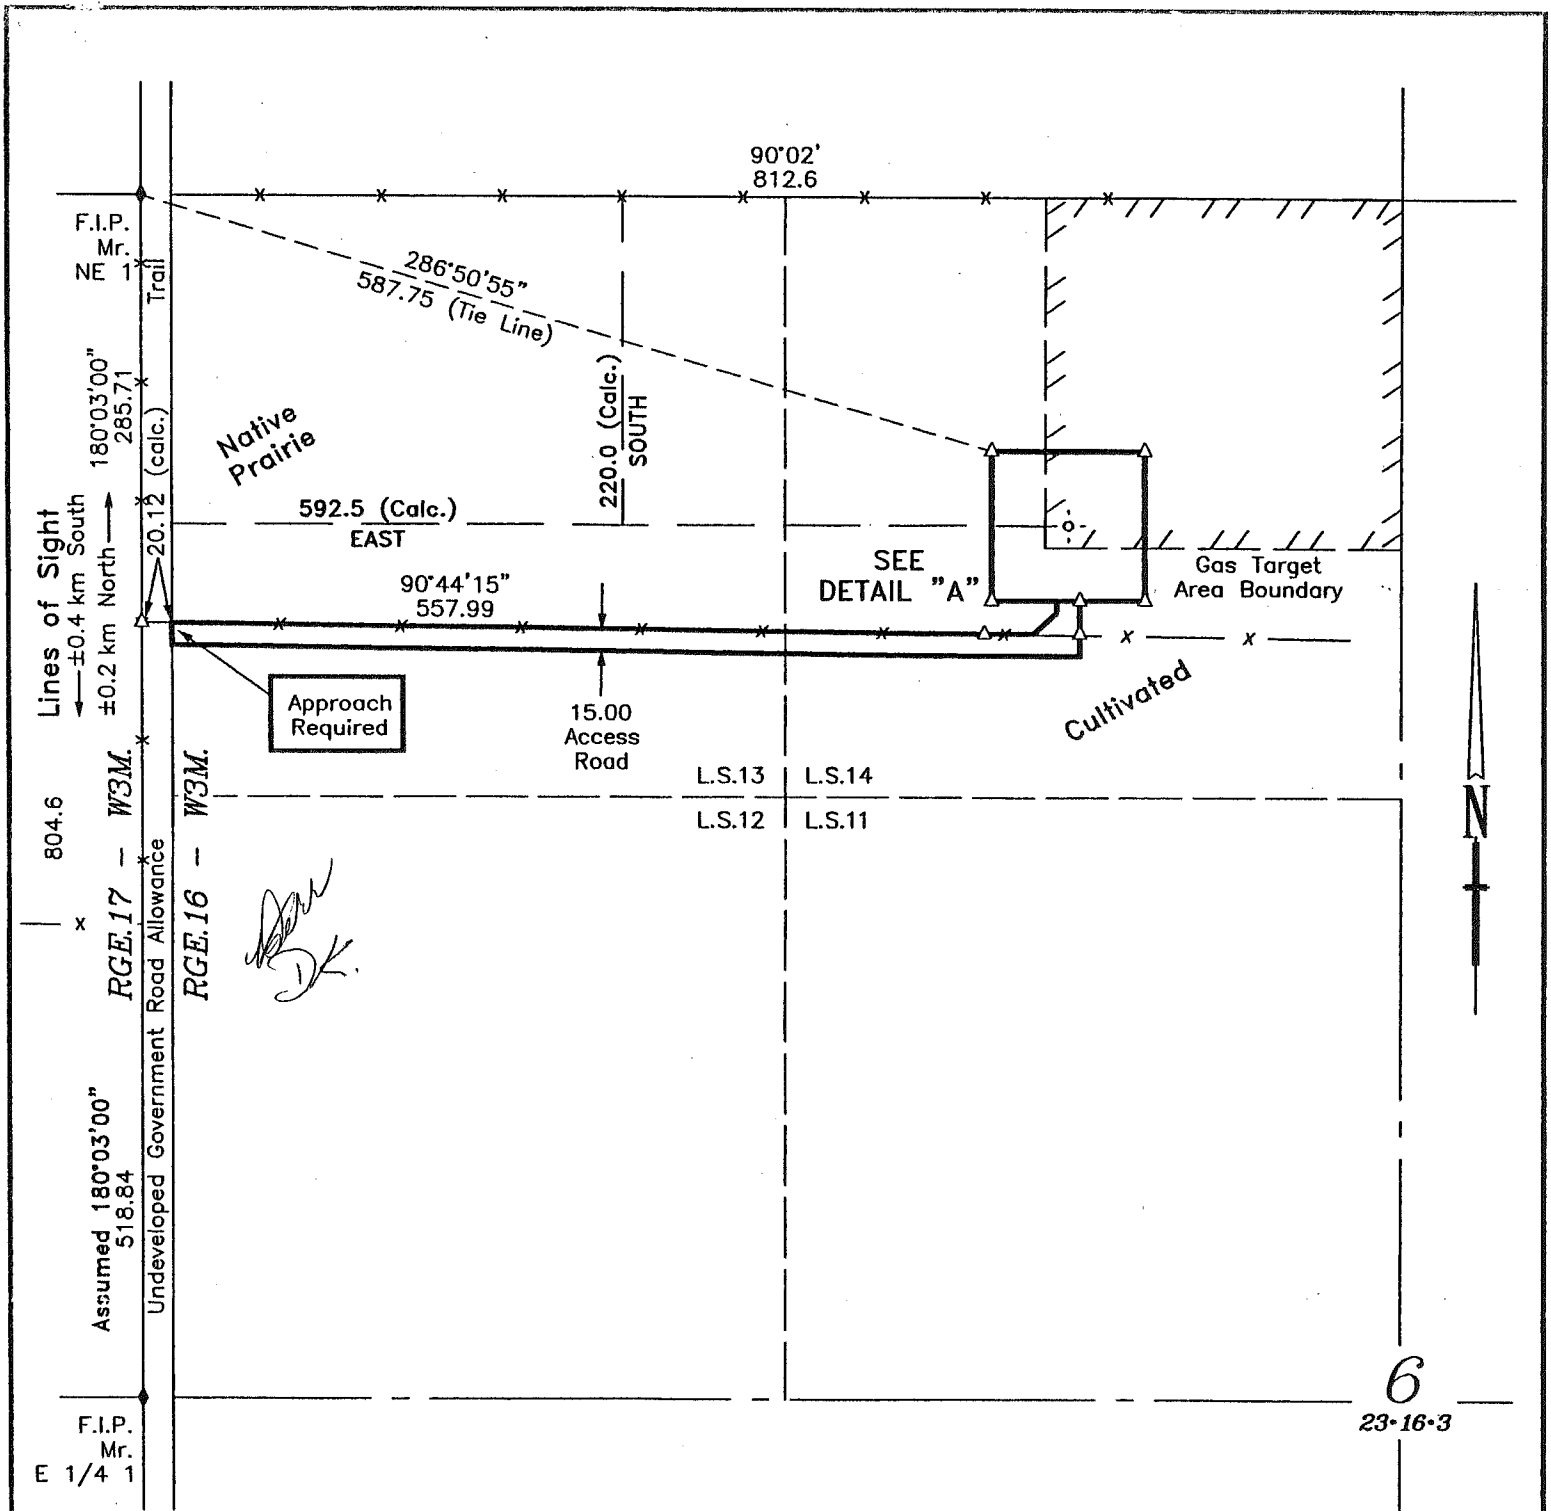 90°02'
812.6
F.I.P.
Mr.
NE 1
Trail
286°50'55"
587.75 (Tie Line)
180°03'00"
285.71
20.12 (calc.)
Native
Prairie
220.0 (Calc.)
SOUTH
592.5 (Calc.)
EAST
Lines of Sight
±0.4 km South
±0.2 km North
90°44'15"
557.99
SEE
DETAIL "A"
Gas Target
Area Boundary
x x
Approach
Required
15.00
Access
Road
Cultivated
L.S.13 L.S.14
L.S.12 L.S.11
804.6
x
RGE.17 - W3M.
RGE.16 - W3M.
Undeveloped Government Road Allowance
N
D.K.
Assumed 180°03'00"
518.84
6
23·16·3
F.I.P.
Mr.
E 1/4 1